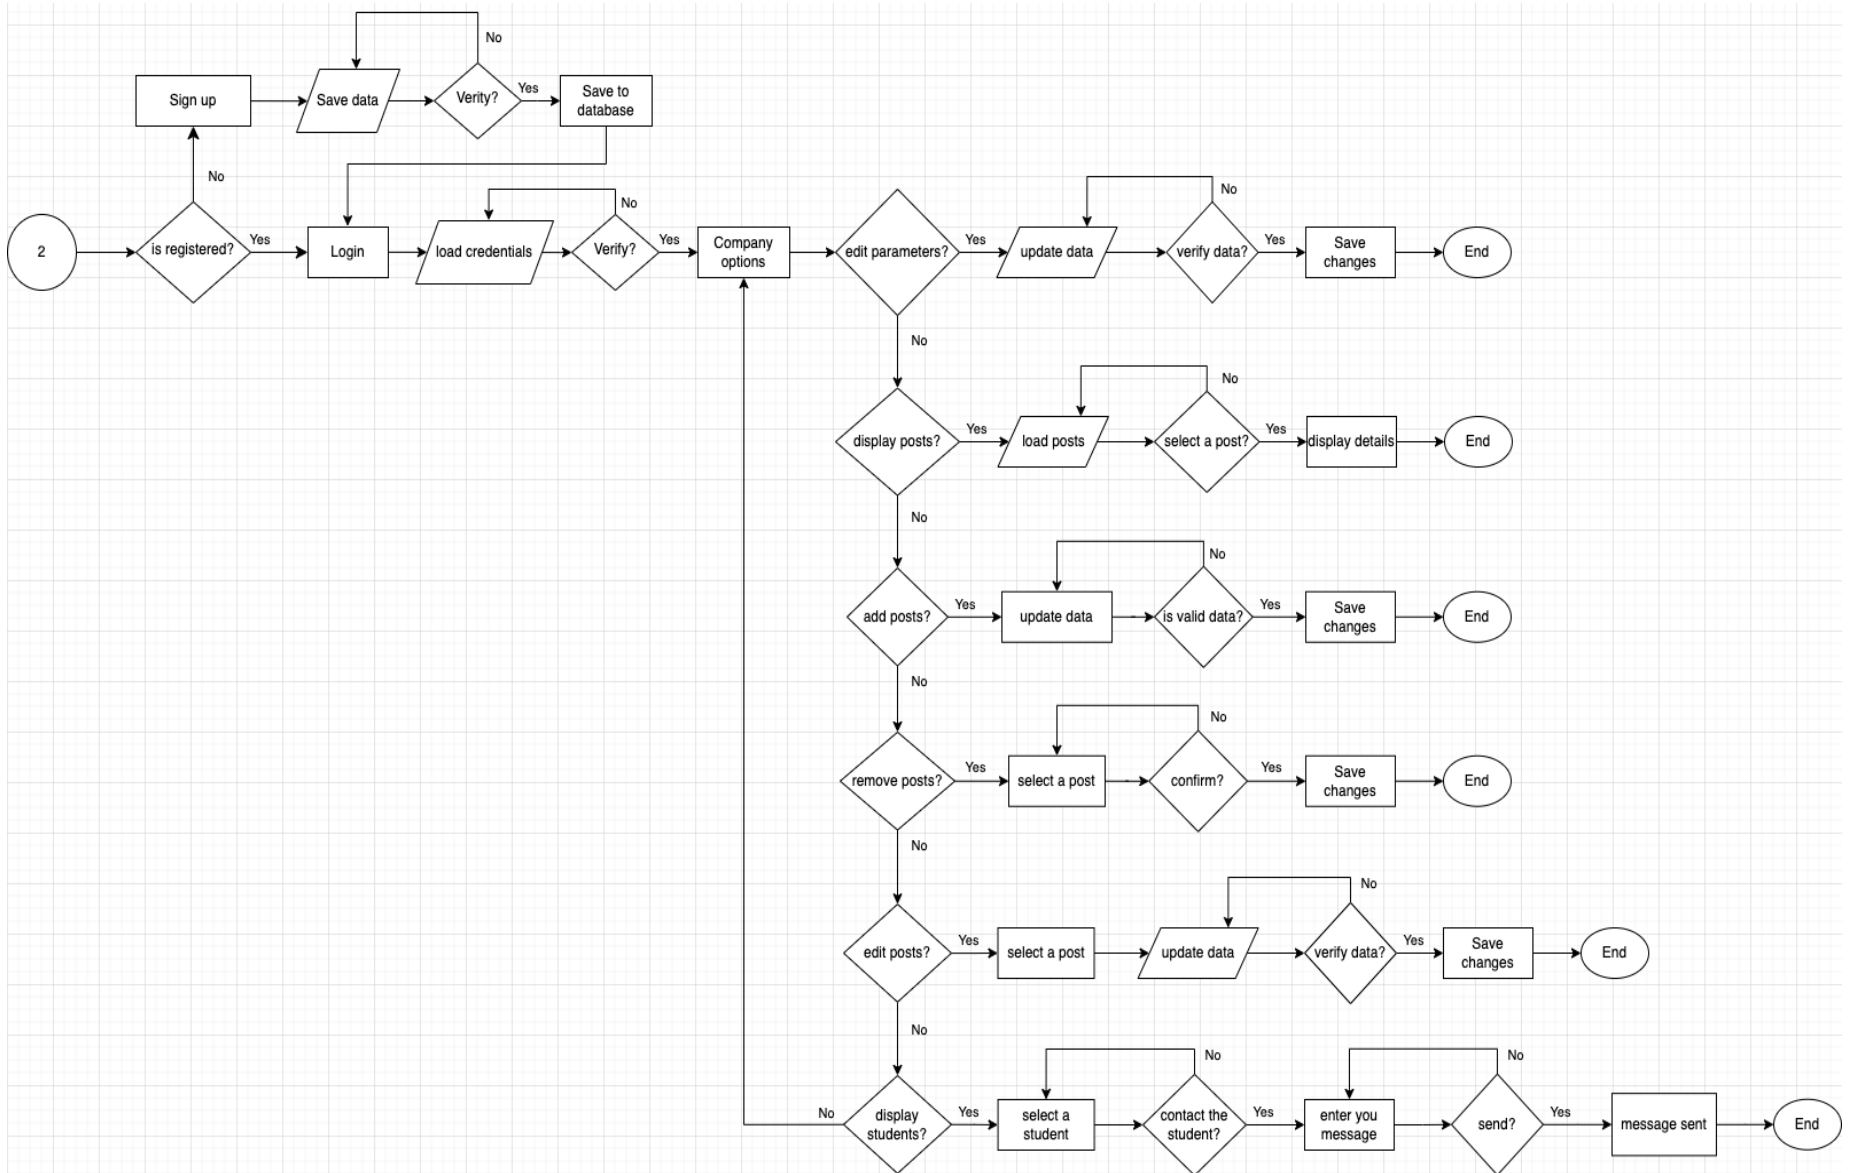 No
Sign up
Save data
Verity?
Yes
Save to
database
No
No
2
is registered?
Yes
Login
load credentials
Verify?
Yes
Company
options
edit parameters?
Yes
update data
No
verify data?
Yes
Save
changes
End
No
display posts?
Yes
load posts
No
select a post?
Yes
display details
End
No
add posts?
Yes
update data
No
is valid data?
Yes
Save
changes
End
No
remove posts?
Yes
select a post
No
confirm?
Yes
Save
changes
End
No
edit posts?
Yes
select a post
update data
No
verify data?
Yes
Save
changes
End
No
No
display
students?
Yes
select a
student
No
contact the
student?
Yes
enter you
message
No
send?
Yes
message sent
End